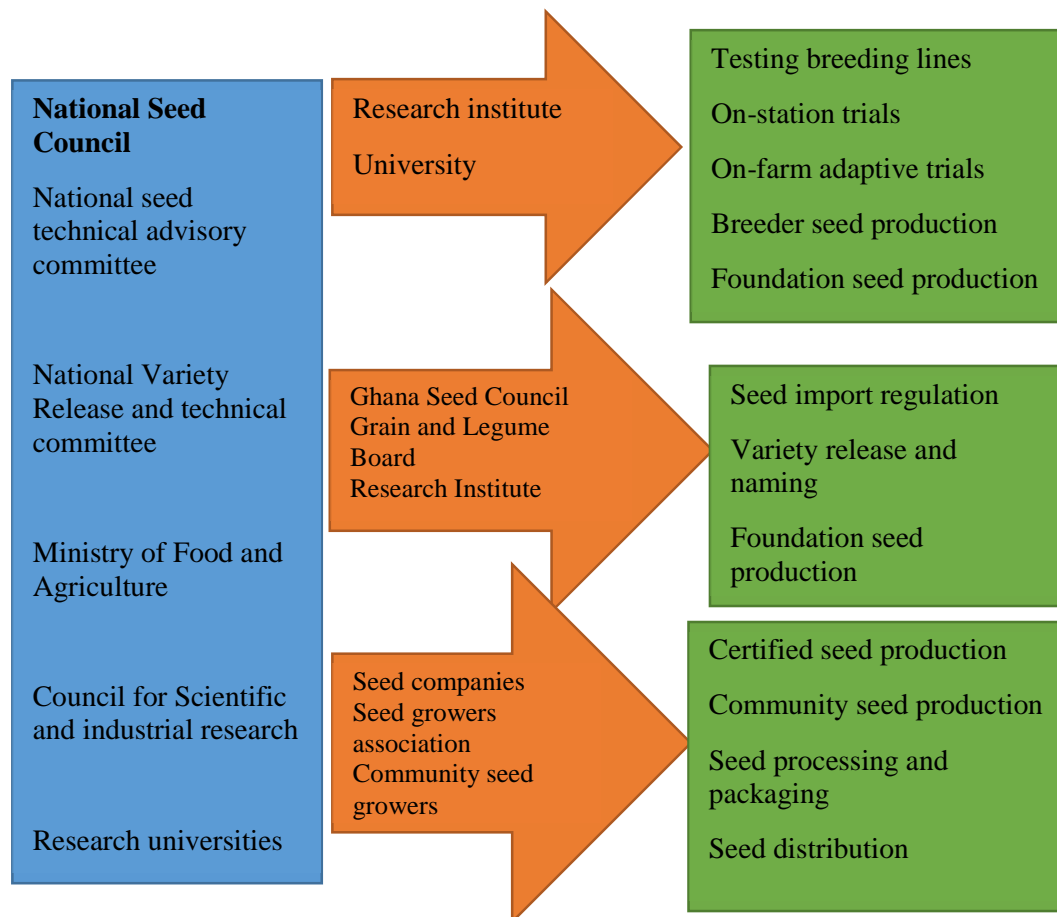 National Seed
Council
National seed
technical advisory
committee
National Variety
Release and technical
committee
Ministry of Food and
Agriculture
Council for Scientific
and industrial research
Research universities
Research institute
University
Testing breeding lines
On-station trials
On-farm adaptive trials
Breeder seed production
Foundation seed production
Ghana Seed Council
Grain and Legume
Board
Research Institute
Seed import regulation
Variety release and
naming
Foundation seed
production
Seed companies
Seed growers
association
Community seed
growers
Certified seed production
Community seed production
Seed processing and
packaging
Seed distribution